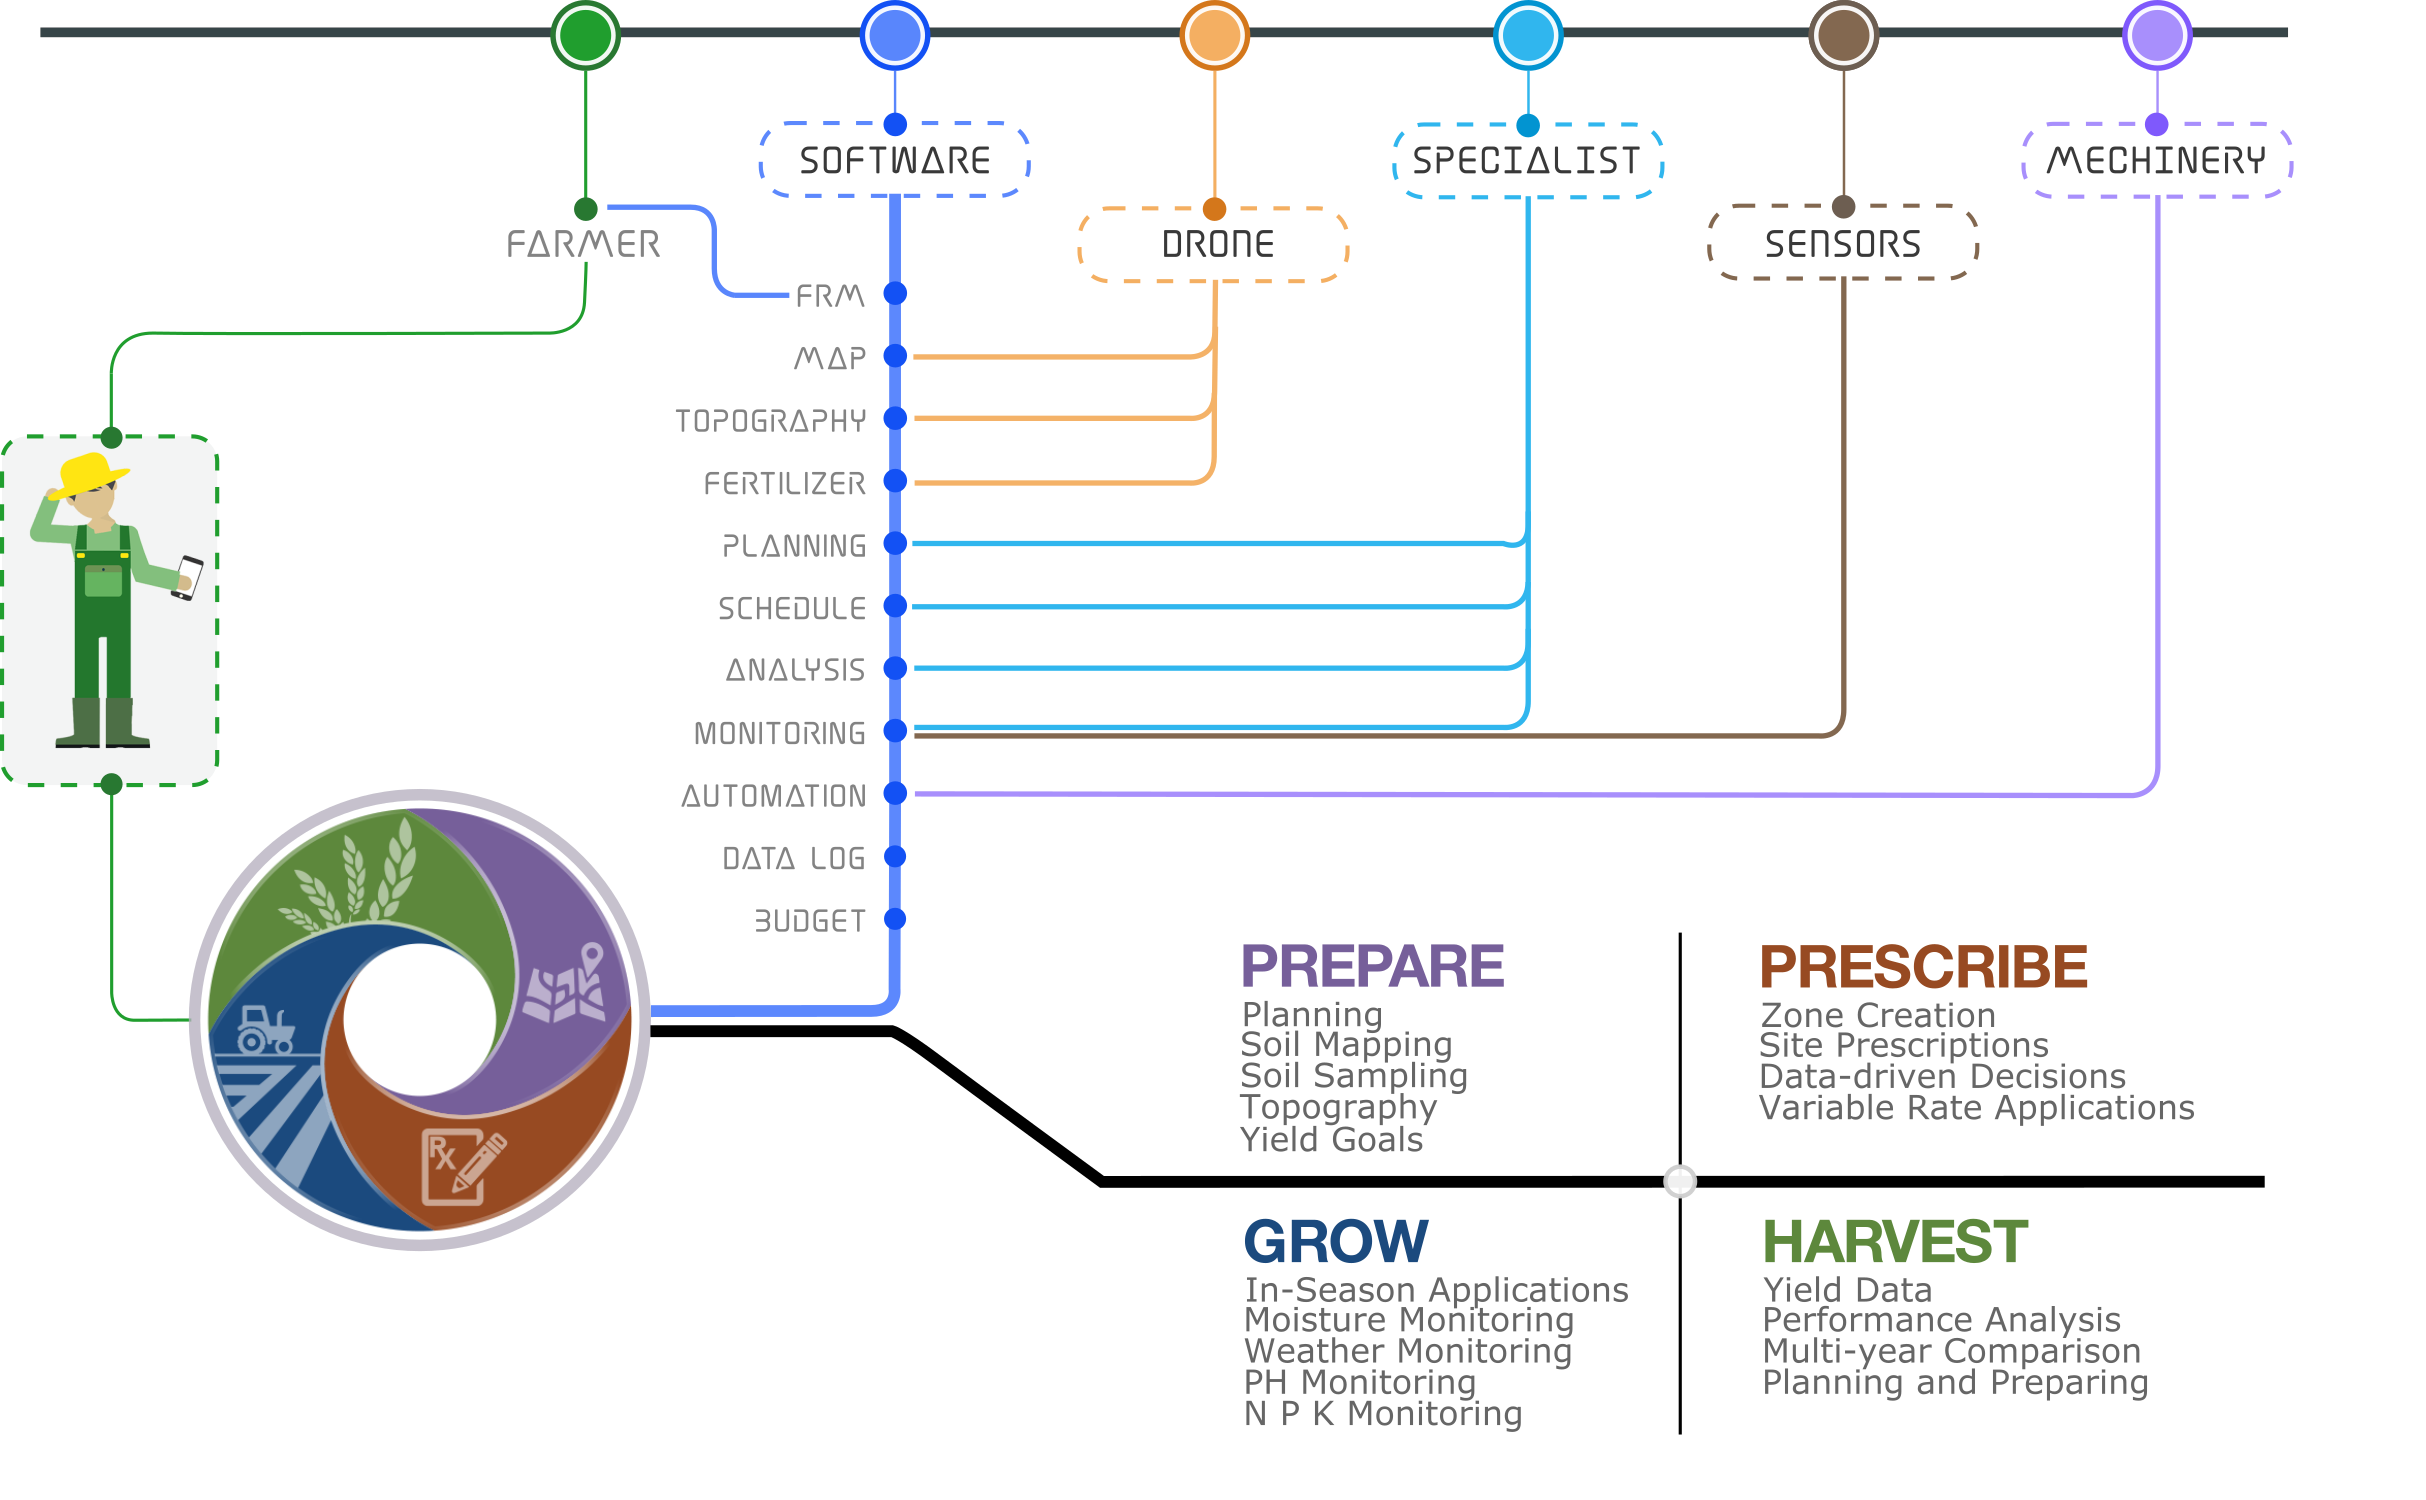 SOFTWARE
SPECIALIST
MECHINERY
FARMER
DRONE
SENSORS
FRM
MAP
TOPOGRAPHY
FERTILIZER
PLANNING
SCHEDULE
ANALYSIS
MONITORING
AUTOMATION
DATA LOG
BUDGET
RX
PREPARE
Planning
Soil Mapping
Soil Sampling
Topography
Yield Goals
PRESCRIBE
Zone Creation
Site Prescriptions
Data-driven Decisions
Variable Rate Applications
GROW
In-Season Applications
Moisture Monitoring
Weather Monitoring
PH Monitoring
N P K Monitoring
HARVEST
Yield Data
Performance Analysis
Multi-year Comparison
Planning and Preparing